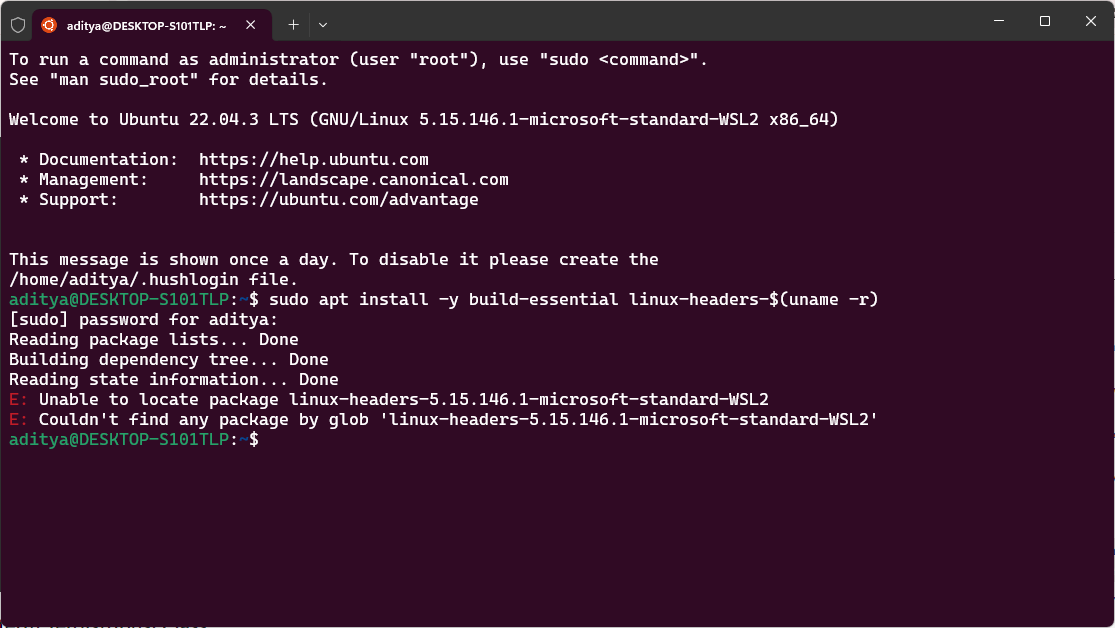 aditya@DESKTOP-S101TLP: ~
To run a command as administrator (user "root"), use "sudo <command>".
See "man sudo_root" for details.
Welcome to Ubuntu 22.04.3 LTS (GNU/Linux 5.15.146.1-microsoft-standard-WSL2 x86_64)
* Documentation:  https://help.ubuntu.com
* Management:     https://landscape.canonical.com
* Support:        https://ubuntu.com/advantage
This message is shown once a day. To disable it please create the
/home/aditya/.hushlogin file.
aditya@DESKTOP-S101TLP:~$ sudo apt install -y build-essential linux-headers-$(uname -r)
[sudo] password for aditya:
Reading package lists... Done
Building dependency tree... Done
Reading state information... Done
E: Unable to locate package linux-headers-5.15.146.1-microsoft-standard-WSL2
E: Couldn't find any package by glob 'linux-headers-5.15.146.1-microsoft-standard-WSL2'
aditya@DESKTOP-S101TLP:~$